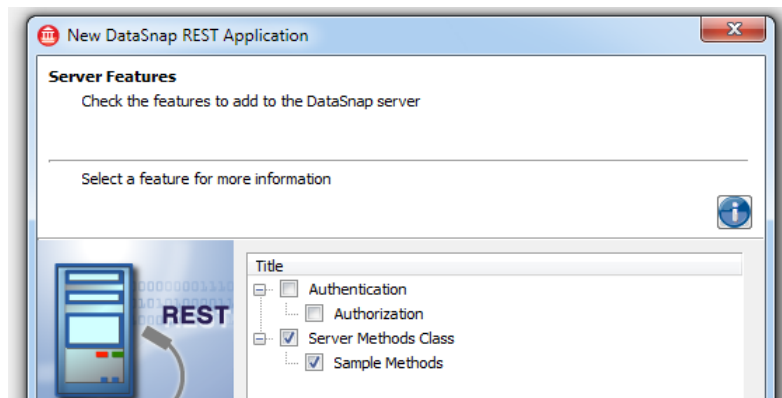 New DataSnap REST Application
Server Features
Check the features to add to the DataSnap server
Select a feature for more information
REST
Title
Authentication
Authorization
Server Methods Class
Sample Methods